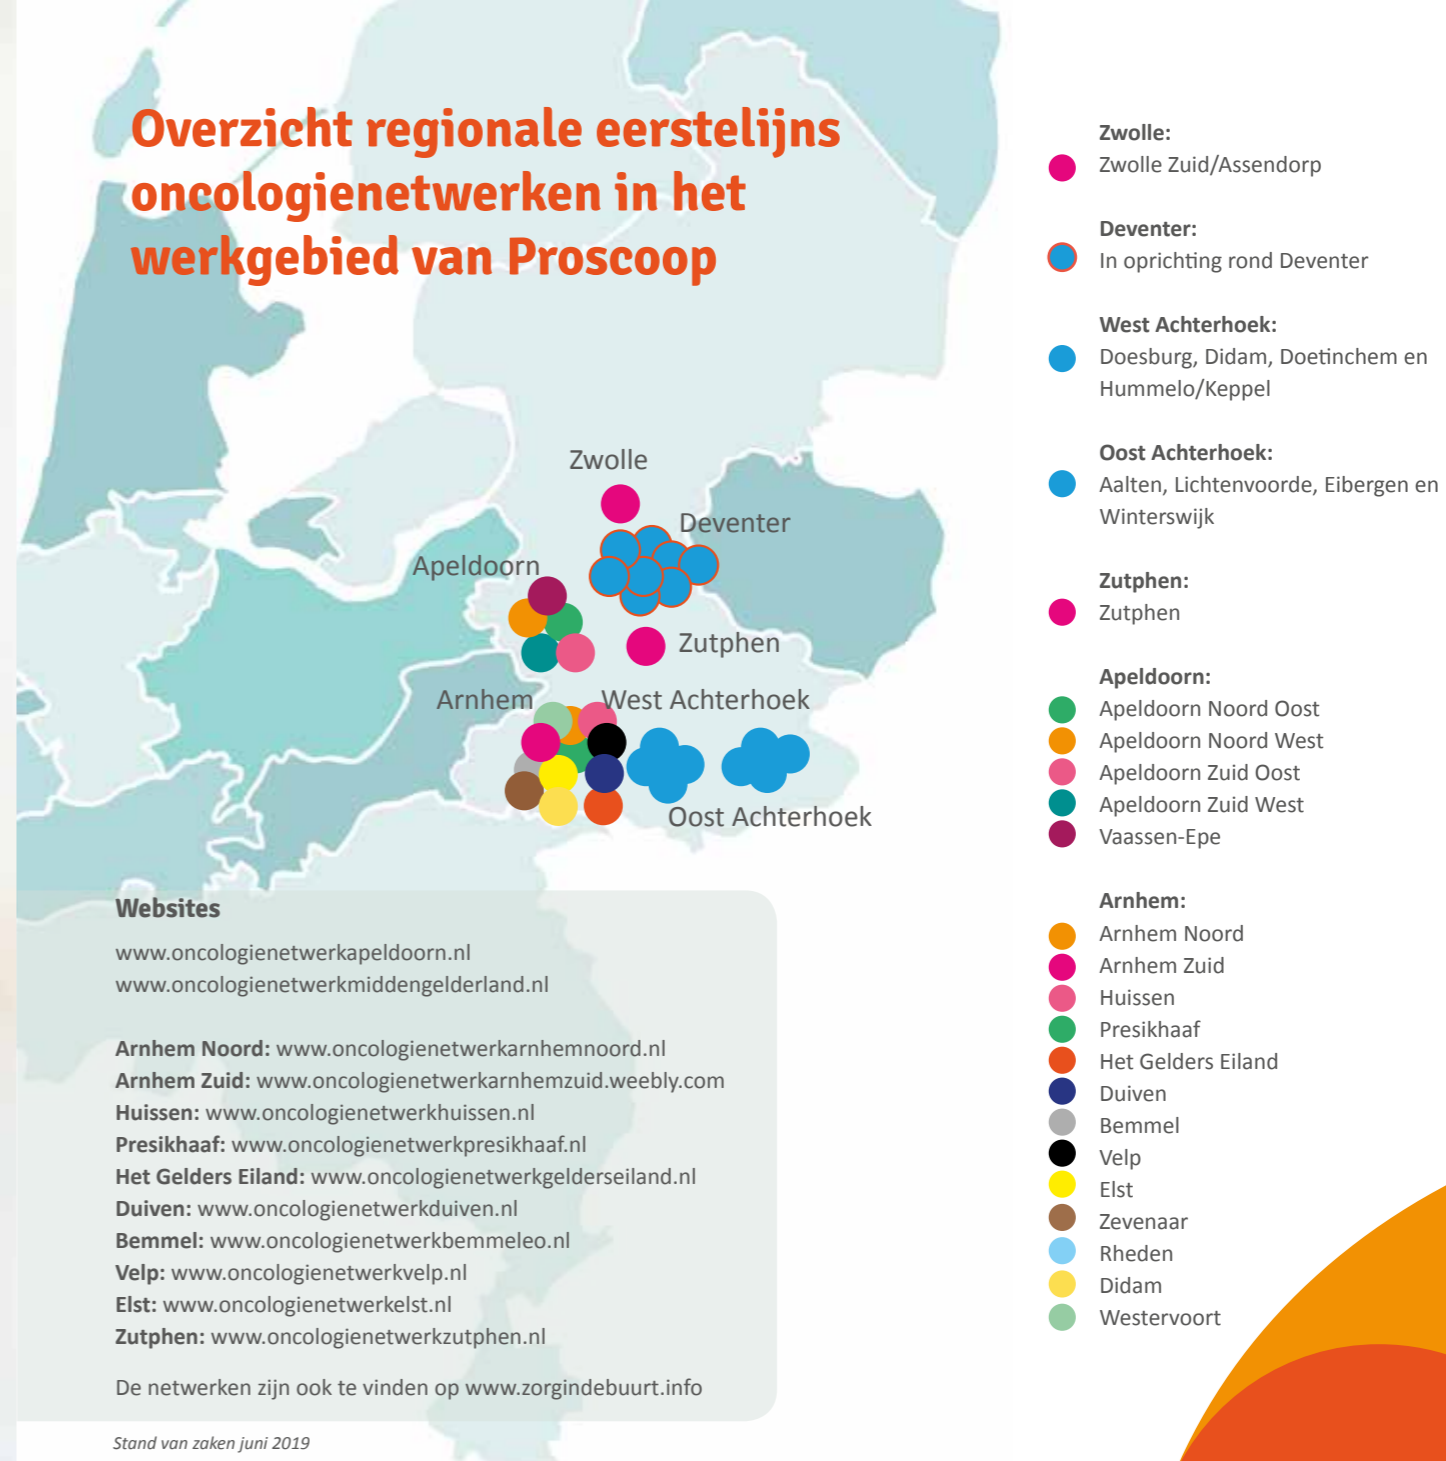 Overzicht regionale eerstelijns
oncologienetwerken in het
werkgebied van Proscoop
Zwolle
Deventer
Apeldoorn
Zutphen
Arnhem
West Achterhoek
Oost Achterhoek
Websites
www.oncologienetwerkapeldoorn.nl
www.oncologienetwerkmiddengelderland.nl
Arnhem Noord: www.oncologienetwerkarnhemnoord.nl
Arnhem Zuid: www.oncologienetwerkarnhemzuid.weebly.com
Huissen: www.oncologienetwerkhuissen.nl
Presikhaaf: www.oncologienetwerkpresikhaaf.nl
Het Gelders Eiland: www.oncologienetwerkgelderseiland.nl
Duiven: www.oncologienetwerkduiven.nl
Bemmel: www.oncologienetwerkbemmeleo.nl
Velp: www.oncologienetwerkvelp.nl
Elst: www.oncologienetwerkelst.nl
Zutphen: www.oncologienetwerkzutphen.nl
De netwerken zijn ook te vinden op www.zorgindebuurt.info
Stand van zaken juni 2019
Zwolle:
Zwolle Zuid/Assendorp
Deventer:
In oprichting rond Deventer
West Achterhoek:
Doesburg, Didam, Doetinchem en
Hummelo/Keppel
Oost Achterhoek:
Aalten, Lichtenvoorde, Eibergen en
Winterswijk
Zutphen:
Zutphen
Apeldoorn:
Apeldoorn Noord Oost
Apeldoorn Noord West
Apeldoorn Zuid Oost
Apeldoorn Zuid West
Vaassen-Epe
Arnhem:
Arnhem Noord
Arnhem Zuid
Huissen
Presikhaaf
Het Gelders Eiland
Duiven
Bemmel
Velp
Elst
Zevenaar
Rheden
Didam
Westervoort